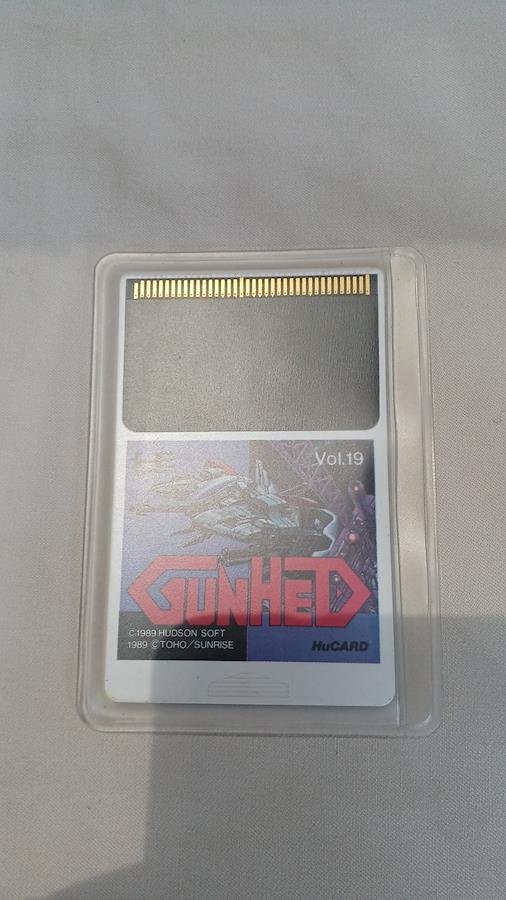 Vol.19
GUNHED
©1989 HUDSON SOFT
1989 ©TOHO/SUNRISE
HuCARD